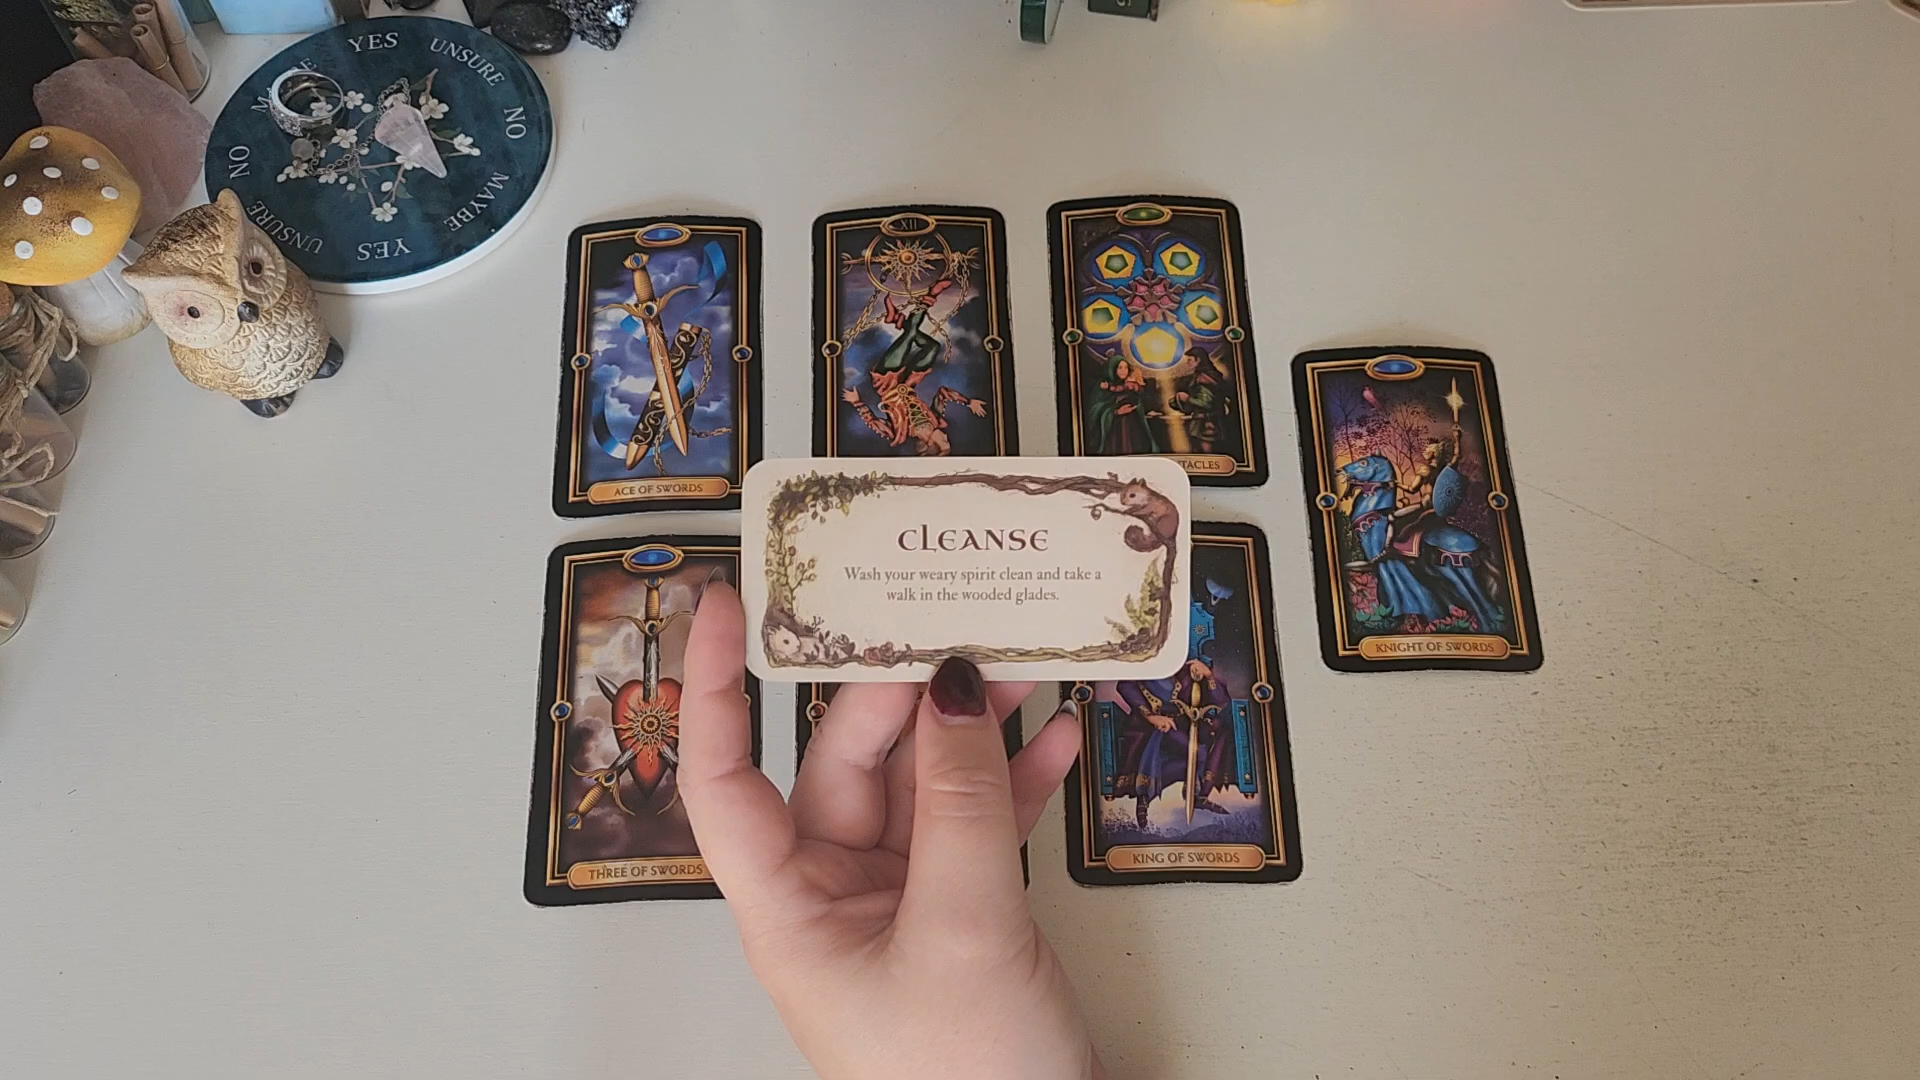 YES
UNSURE
NO
MAYBE
YES
UNSURE
NO
XII
ACE OF SWORDS
TACLES
KNIGHT OF SWORDS
CLEANSE
Wash your weary spirit clean and take a
walk in the wooded glades.
THREE OF SWORDS
KING OF SWORDS